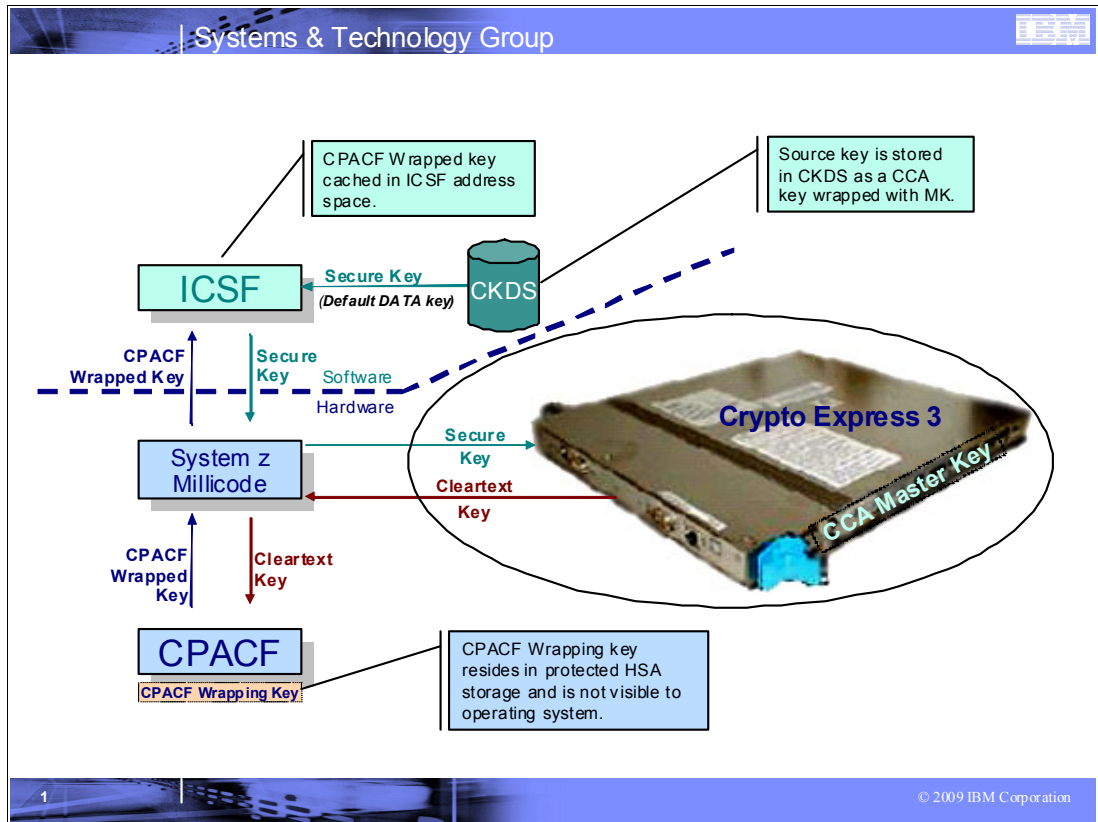 Systems & Technology Group
IBM
CPACF Wrapped key
cached in ICSF address
space.
Source key is stored
in CKDS as a CCA
key wrapped with MK.
ICSF
Secure Key
(Default DATA key)
CKDS
CPACF
Wrapped Key
Secure
Key
Software
Hardware
System z
Millicode
Secure
Key
Cleartext
Key
Crypto Express 3
CCA Master Key
CPACF
Wrapped
Key
Cleartext
Key
CPACF
CPACF Wrapping Key
CPACF Wrapping key
resides in protected HSA
storage and is not visible to
operating system.
1
© 2009 IBM Corporation